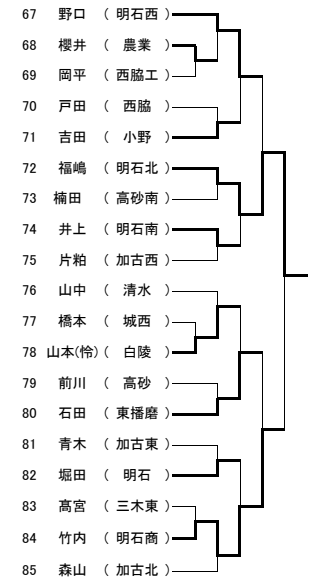 67 野口 ( 明石西 )
68 櫻井 ( 農業 )
69 岡平 ( 西脇工 )
70 戸田 ( 西脇 )
71 吉田 ( 小野 )
72 福嶋 ( 明石北 )
73 楠田 ( 高砂南 )
74 井上 ( 明石南 )
75 片粕 ( 加古西 )
76 山中 ( 清水 )
77 橋本 ( 城西 )
78 山本(怜) ( 白陵 )
79 前川 ( 高砂 )
80 石田 ( 東播磨 )
81 青木 ( 加古東 )
82 堀田 ( 明石 )
83 髙宮 ( 三木東 )
84 竹内 ( 明石商 )
85 森山 ( 加古北 )